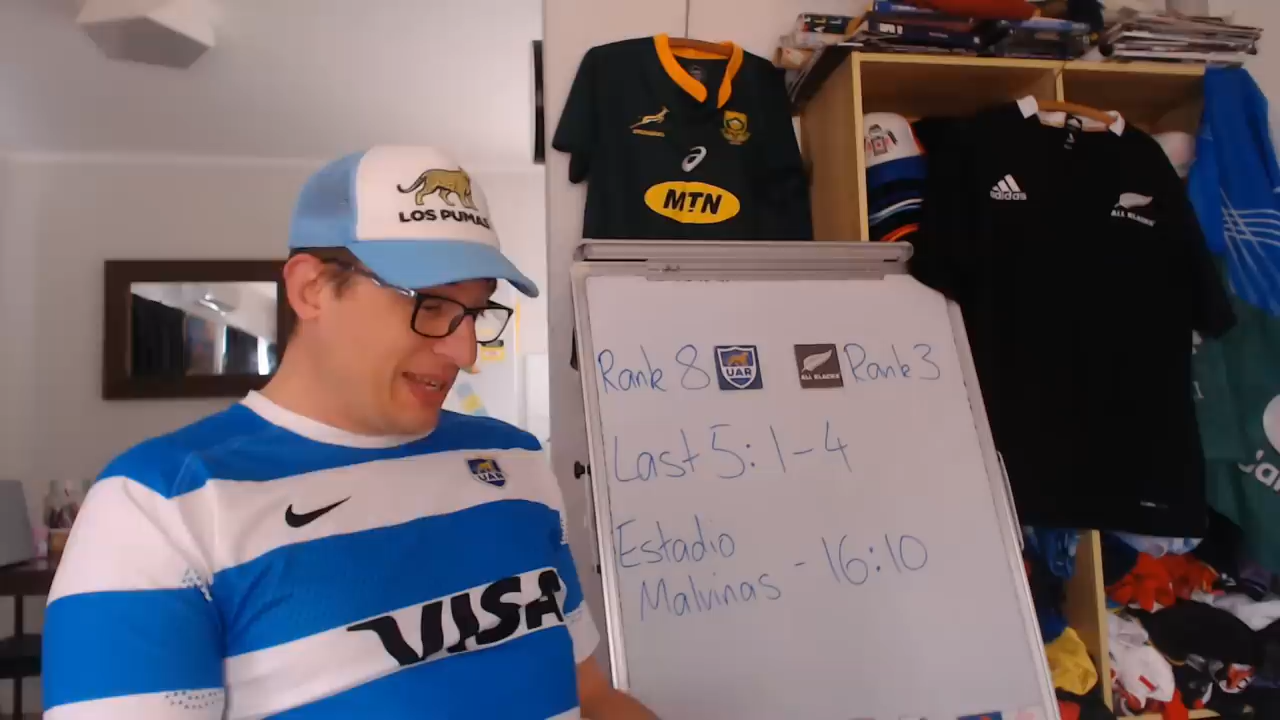 LOS PUMAS
MTN
adidas
ALL BLACKS
Rank 8 UAR ALL BLACKS Rank 3
Last 5: 1-4
Estadio
Malvinas - 16:10
UAR
VISA